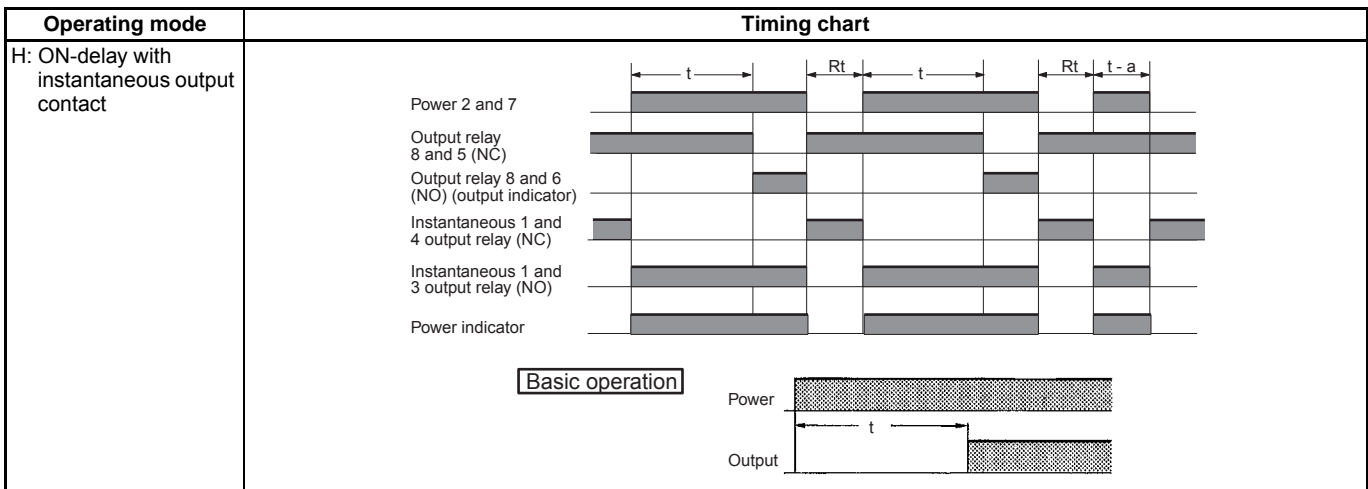 Operating mode
Timing chart
H: ON-delay with
instantaneous output
contact
t
Rt
t
Rt
t - a
Power 2 and 7
Output relay
8 and 5 (NC)
Output relay 8 and 6
(NO) (output indicator)
Instantaneous 1 and
4 output relay (NC)
Instantaneous 1 and
3 output relay (NO)
Power indicator
Basic operation
Power
t
Output